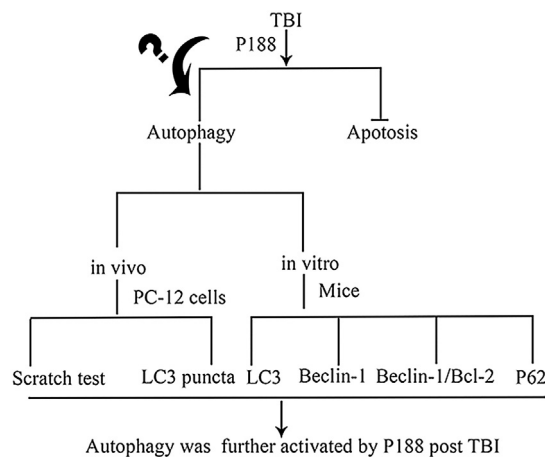 TBI
P188
?
Autophagy
Apotosis
in vivo
in vitro
PC-12 cells
Mice
Scratch test
LC3 puncta
LC3
Beclin-1
Beclin-1/Bcl-2
P62
Autophagy was further activated by P188 post TBI